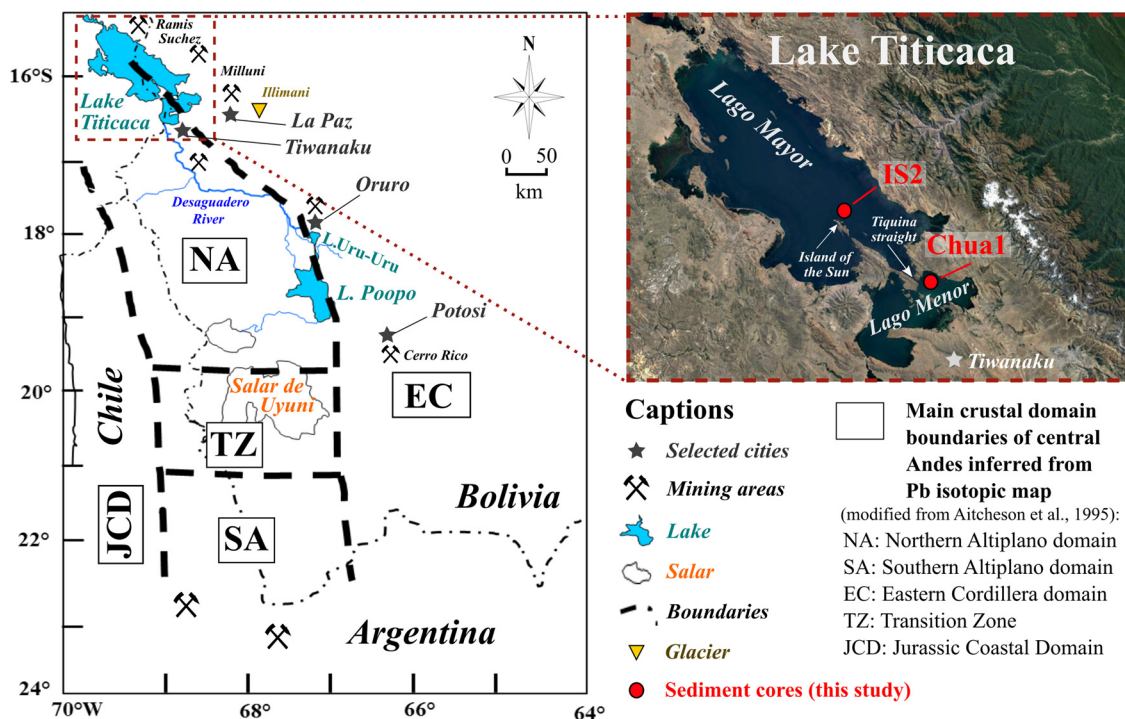 Ramis
Suchez
16°S
Milluni
Illimani
Lake
Titicaca
La Paz
Tiwanaku
N
0 50
km
Oruro
Desaguadero
River
18°
NA
L.Uru-Uru
L. Poopo
Potosi
Cerro Rico
20°
Chile
Salar de
Uyuni
EC
TZ
Bolivia
JCD
SA
22°
Argentina
24°
70°W
68°
66°
64°
Lake Titicaca
Lago Mayor
IS2
Tiquina
straight
Island of
the Sun
Chua1
Lago Menor
Tiwanaku
Captions
Selected cities
Mining areas
Lake
Salar
Boundaries
Glacier
Sediment cores (this study)
Main crustal domain
boundaries of central
Andes inferred from
Pb isotopic map
(modified from Aitcheson et al., 1995):
NA: Northern Altiplano domain
SA: Southern Altiplano domain
EC: Eastern Cordillera domain
TZ: Transition Zone
JCD: Jurassic Coastal Domain